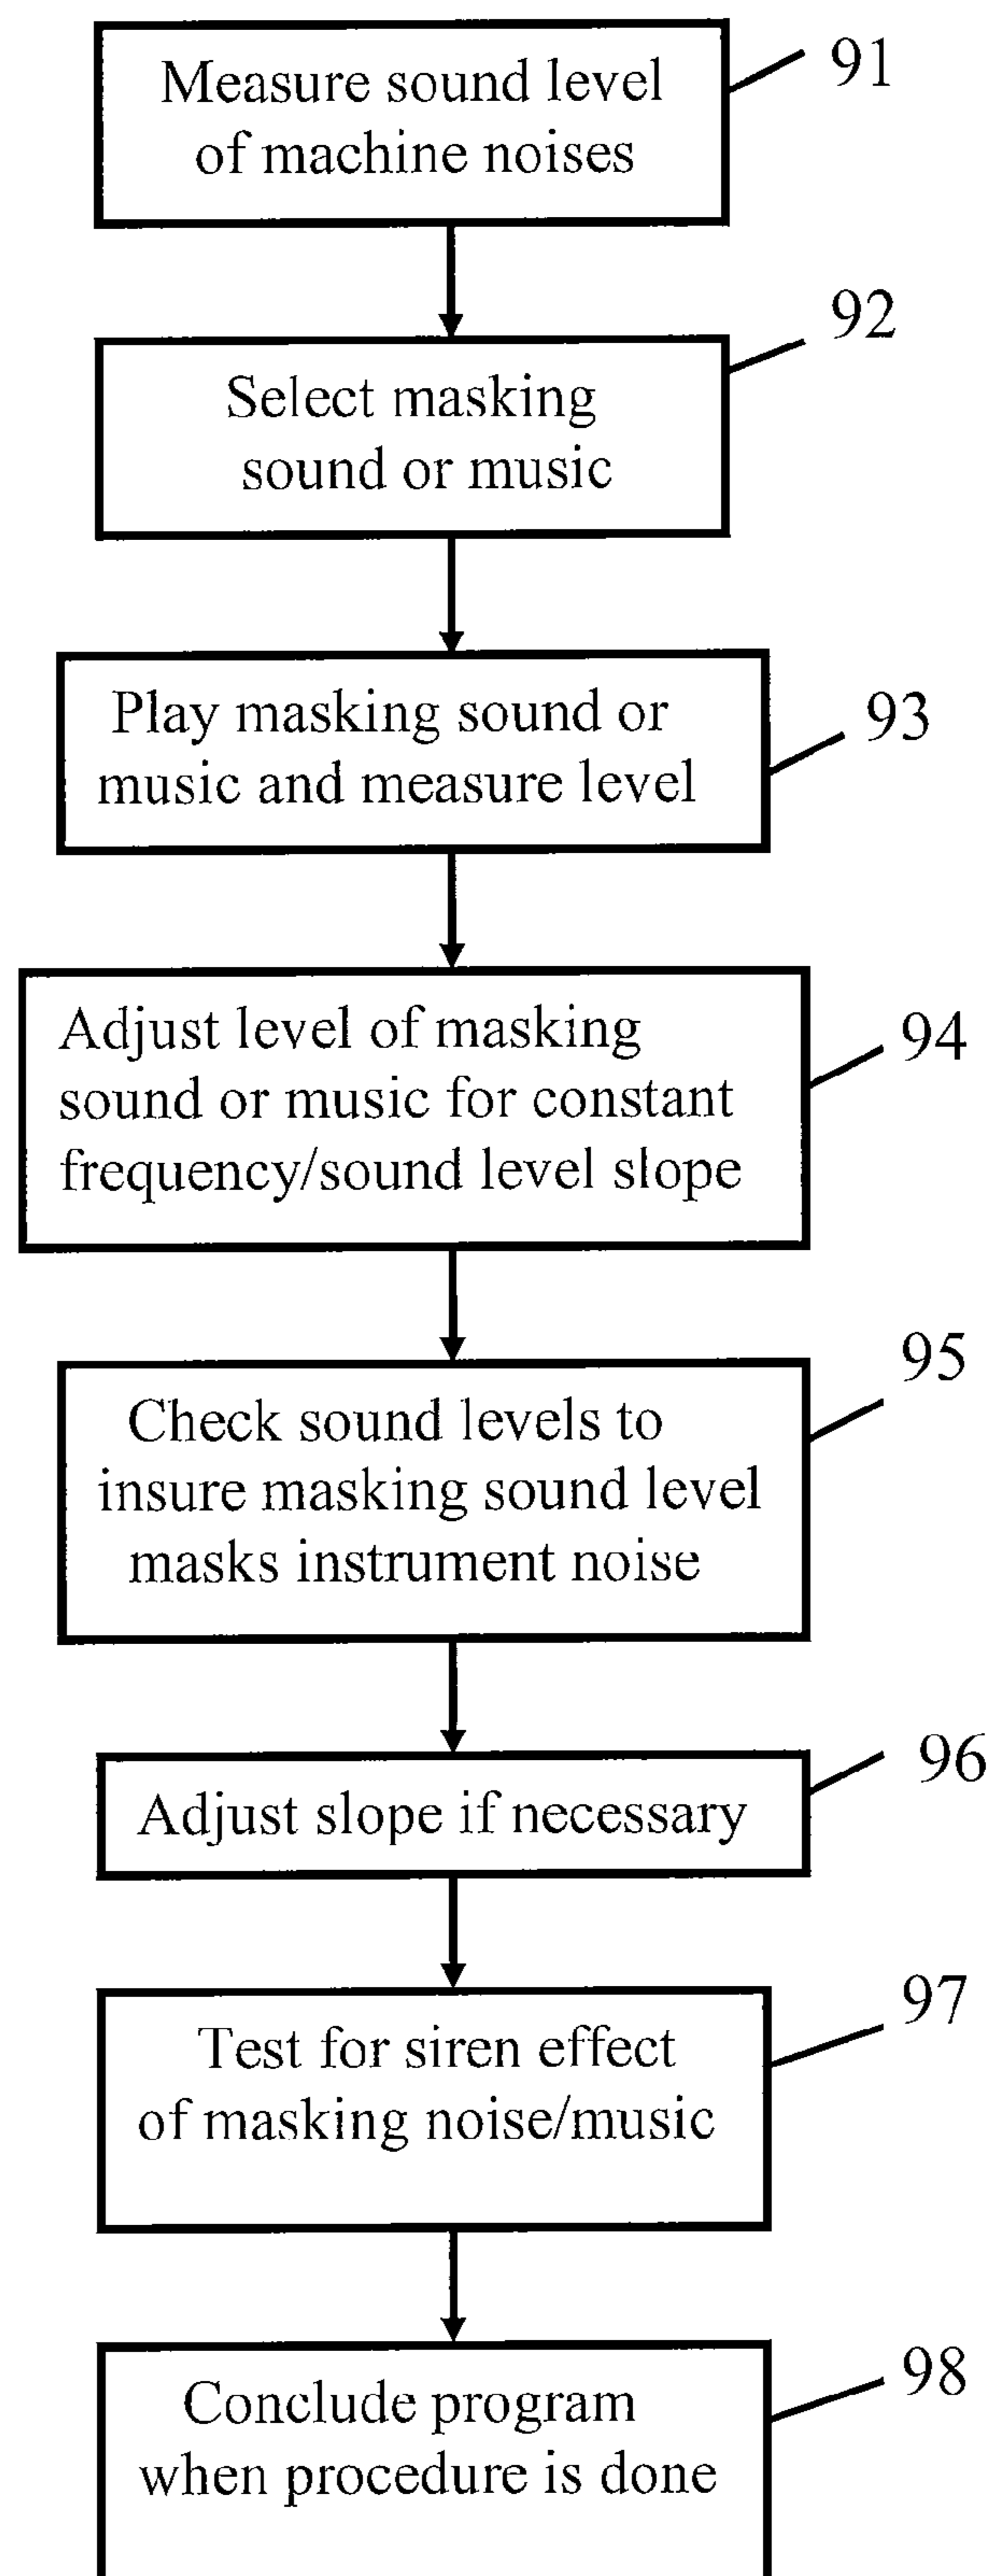 Measure sound level
of machine noises
91
Select masking
sound or music
92
Play masking sound or
music and measure level
93
Adjust level of masking
sound or music for constant
frequency/sound level slope
94
Check sound levels to
insure masking sound level
masks instrument noise
95
Adjust slope if necessary
96
Test for siren effect
of masking noise/music
97
Conclude program
when procedure is done
98